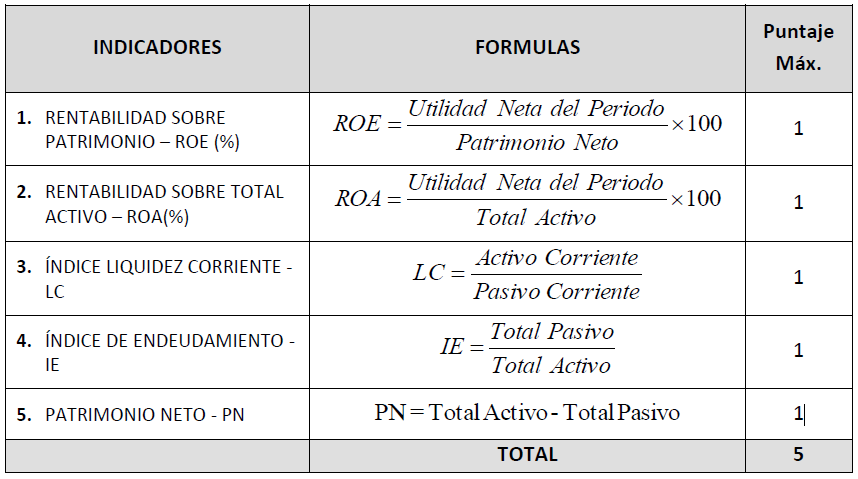 INDICADORES FORMULAS Puntaje
Máx.
1. RENTABILIDAD SOBRE
PATRIMONIO – ROE (%)
ROE = Utilidad Neta del Periodo / Patrimonio Neto ×100
1
2. RENTABILIDAD SOBRE TOTAL
ACTIVO – ROA(%)
ROA = Utilidad Neta del Periodo / Total Activo ×100
1
3. ÍNDICE LIQUIDEZ CORRIENTE -
LC
LC = Activo Corriente / Pasivo Corriente
1
4. ÍNDICE DE ENDEUDAMIENTO -
IE
IE = Total Pasivo / Total Activo
1
5. PATRIMONIO NETO - PN
PN = Total Activo - Total Pasivo
1
TOTAL 5